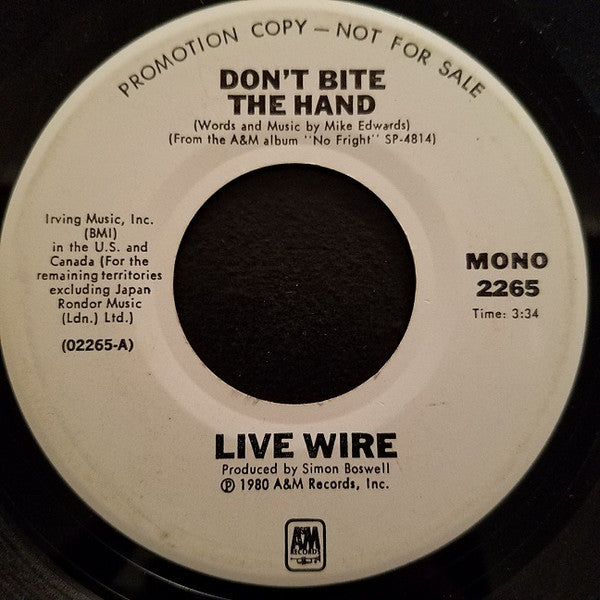 PROMOTION COPY — NOT FOR SALE
DON'T BITE
THE HAND
(Words and Music by Mike Edwards)
(From the A&M album "No Fright" SP-4814)
Irving Music, Inc.
(BMI)
in the U.S. and
Canada (For the
remaining territories
excluding Japan
Rondor Music
(Ldn.) Ltd.)
(02265-A)
MONO
2265
Time: 3:34
LIVE WIRE
Produced by Simon Boswell
℗ 1980 A&M Records, Inc.
A&M
RECORDS